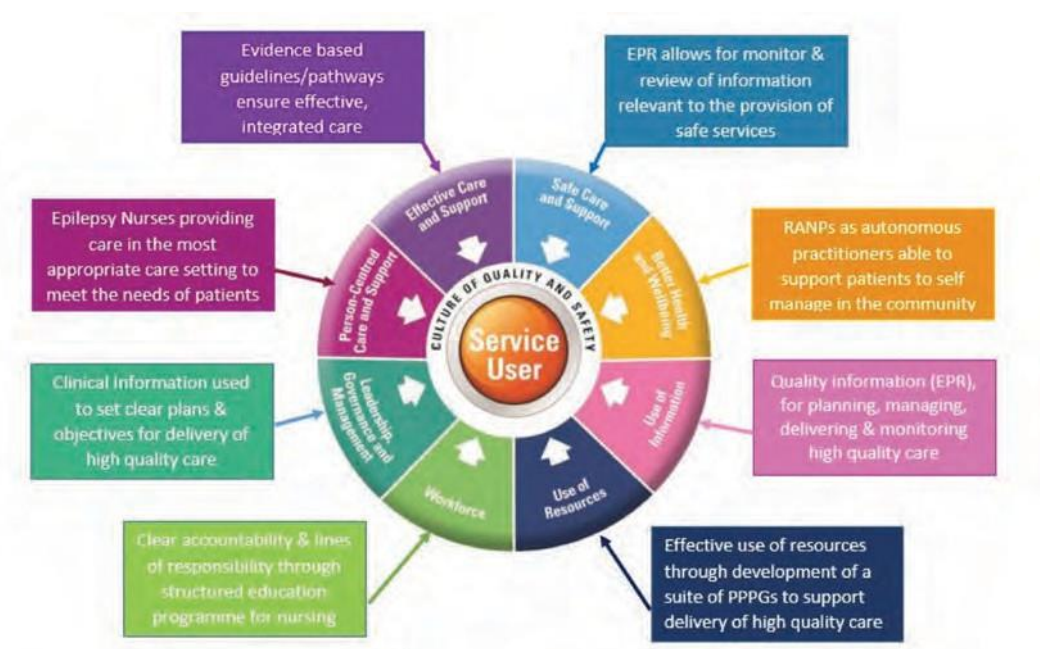 Evidence based
guidelines/pathways
ensure effective,
integrated care
EPR allows for monitor &
review of information
relevant to the provision of
safe services
Epilepsy Nurses providing
care in the most
appropriate care setting to
meet the needs of patients
RANPs as autonomous
practitioners able to
support patients to self
manage in the community
Clinical Information used
to set clear plans &
objectives for delivery of
high quality care
Quality information (EPR),
for planning, managing,
delivering & monitoring
high quality care
Clear accountability & lines
of responsibility through
structured education
programme for nursing
Effective use of resources
through development of a
suite of PPPGs to support
delivery of high quality care
Effective Care
and Support
Safe Care
and Support
Better Health
and Wellbeing
Use of
Information
Use of
Resources
Workforce
Leadership,
Governance and
Management
Person-Centred
Care and Support
CULTURE OF QUALITY AND SAFETY
Service
User